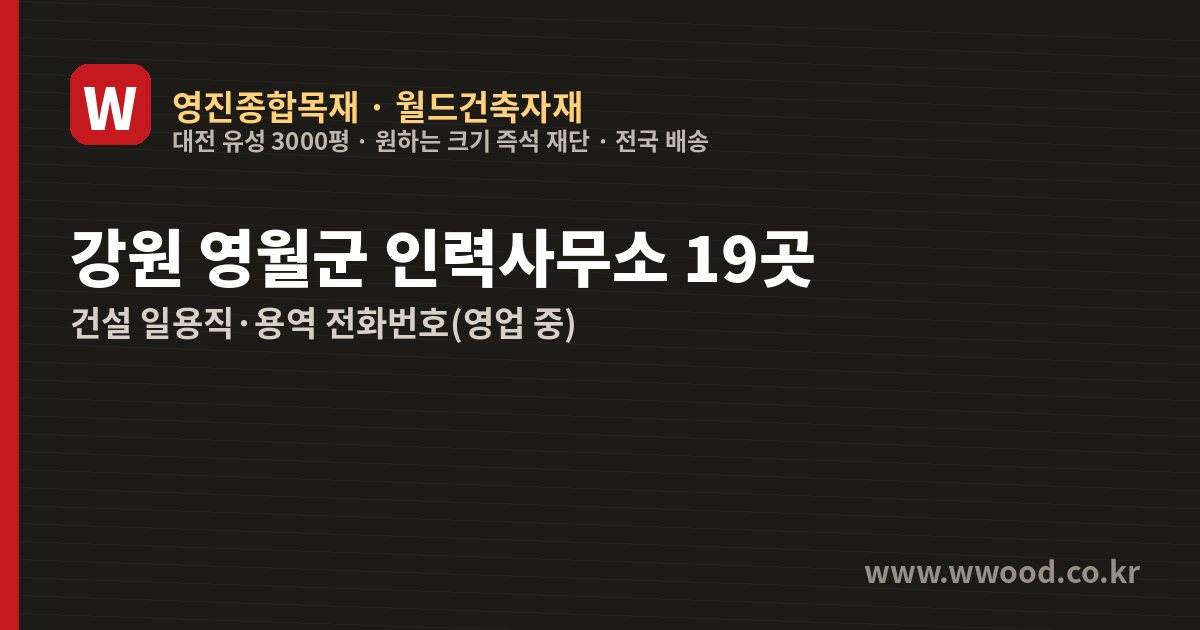 W
영진종합목재 · 월드건축자재
대전 유성 3000평 · 원하는 크기 즉석 재단 · 전국 배송
강원 영월군 인력사무소 19곳
건설 일용직·용역 전화번호(영업 중)
www.wwood.co.kr